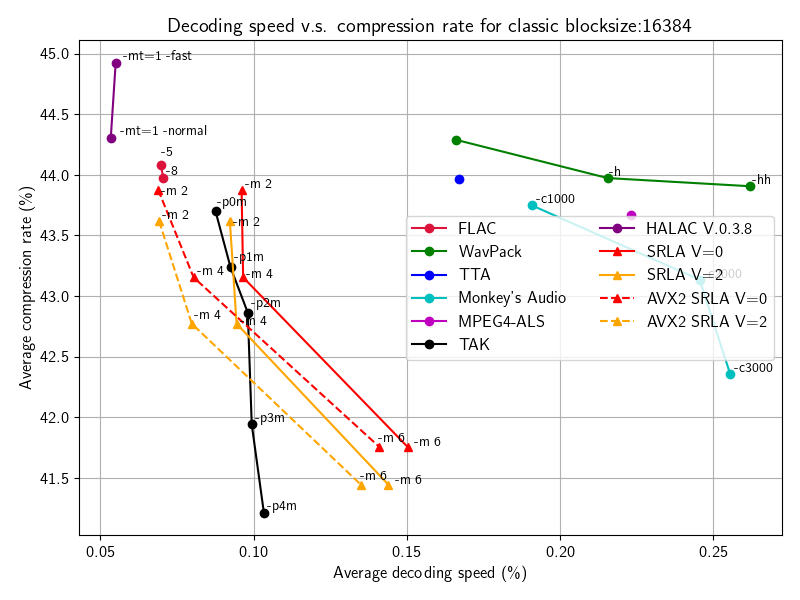 Decoding speed v.s. compression rate for classic blocksize:16384
45.0
44.5
44.0
43.5
43.0
42.5
42.0
41.5
Average compression rate (%)
-mt=1 -fast
-mt=1 -normal
-5
-8
-m 2
-m 2
-m 2
-p0m
-m 2
-p1m
-m 4
-m 4
-p2m
-m 4
-m 4
-p3m
-m 6
-m 6
-m 6
-m 6
-p4m
-h
-hh
-c1000
-c3000
FLAC
WavPack
TTA
Monkey's Audio
MPEG4-ALS
TAK
HALAC V.0.3.8
SRLA V=0
SRLA V=2
AVX2 SRLA V=0
AVX2 SRLA V=2
0.05
0.10
0.15
0.20
0.25
Average decoding speed (%)